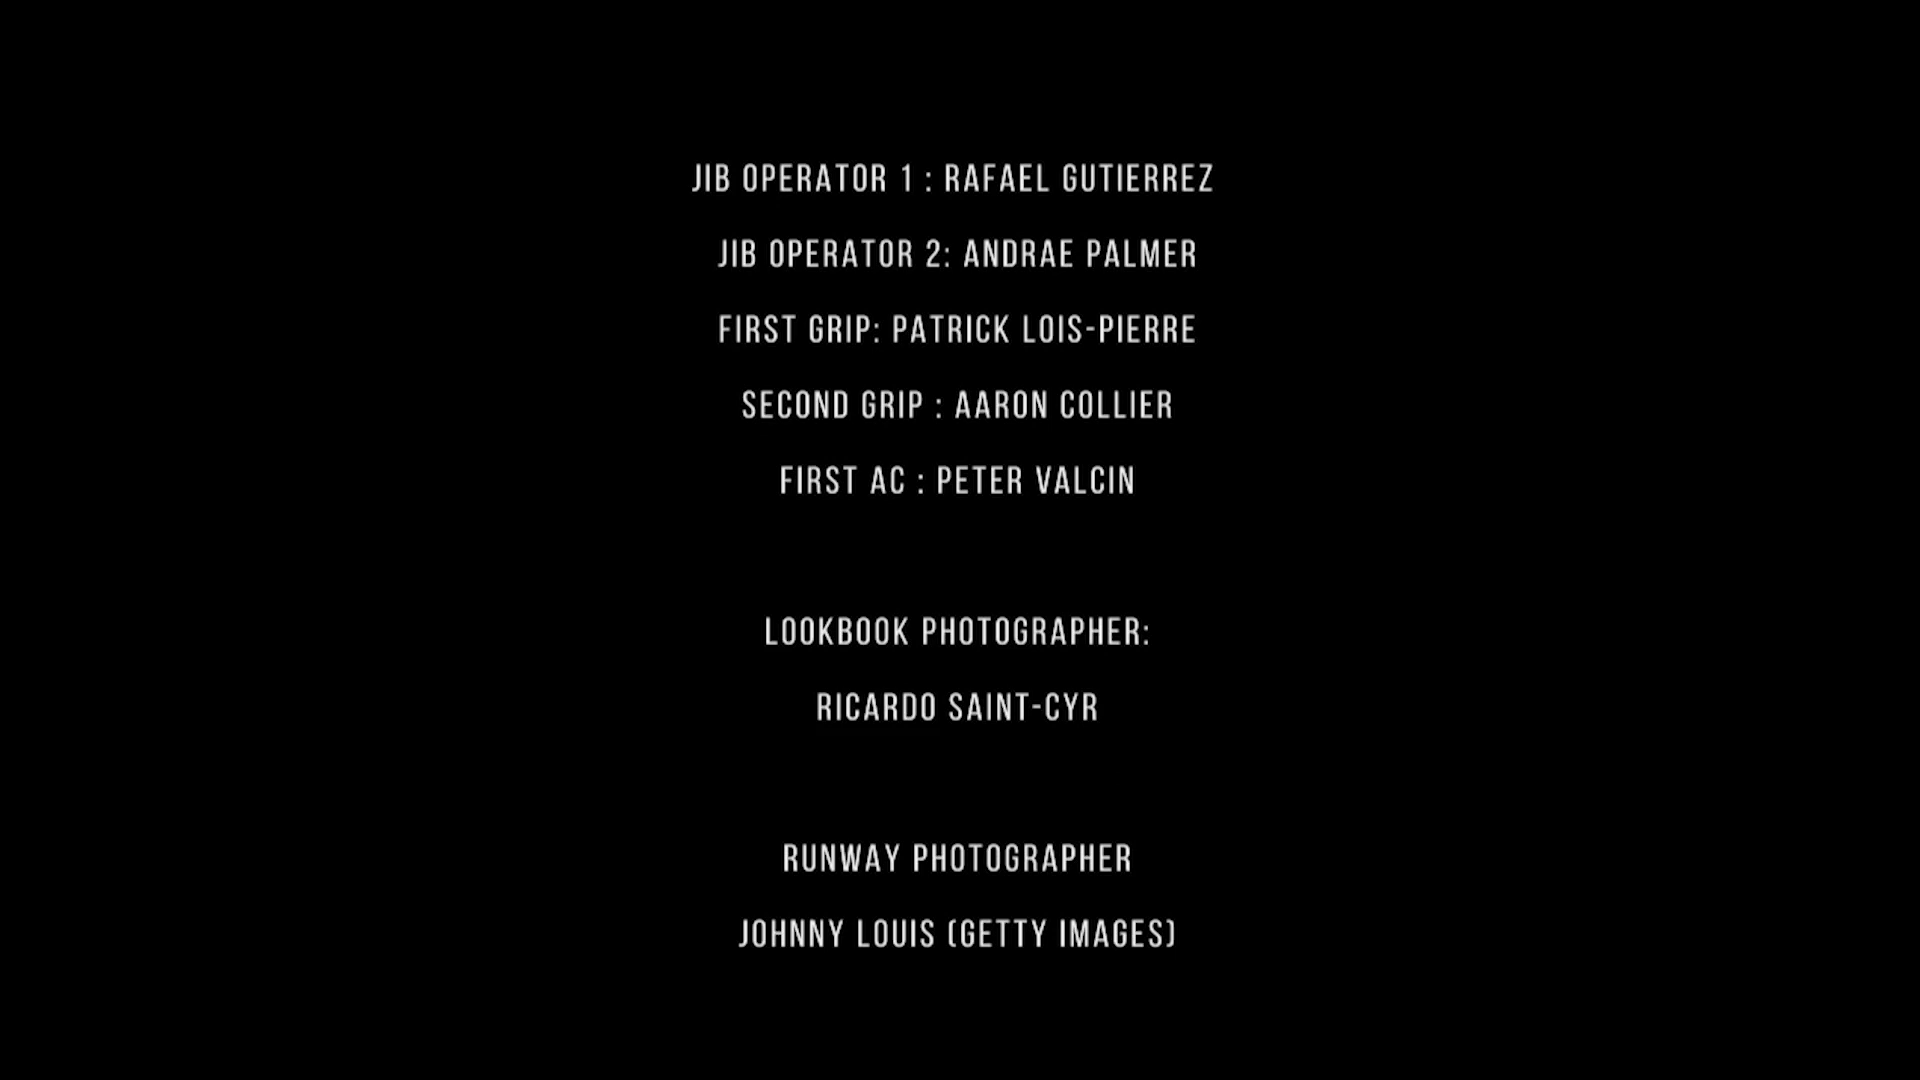 JIB OPERATOR 1 : RAFAEL GUTIERREZ
JIB OPERATOR 2: ANDRAE PALMER
FIRST GRIP: PATRICK LOIS-PIERRE
SECOND GRIP : AARON COLLIER
FIRST AC : PETER VALCIN
LOOKBOOK PHOTOGRAPHER:
RICARDO SAINT-CYR
RUNWAY PHOTOGRAPHER
JOHNNY LOUIS (GETTY IMAGES)